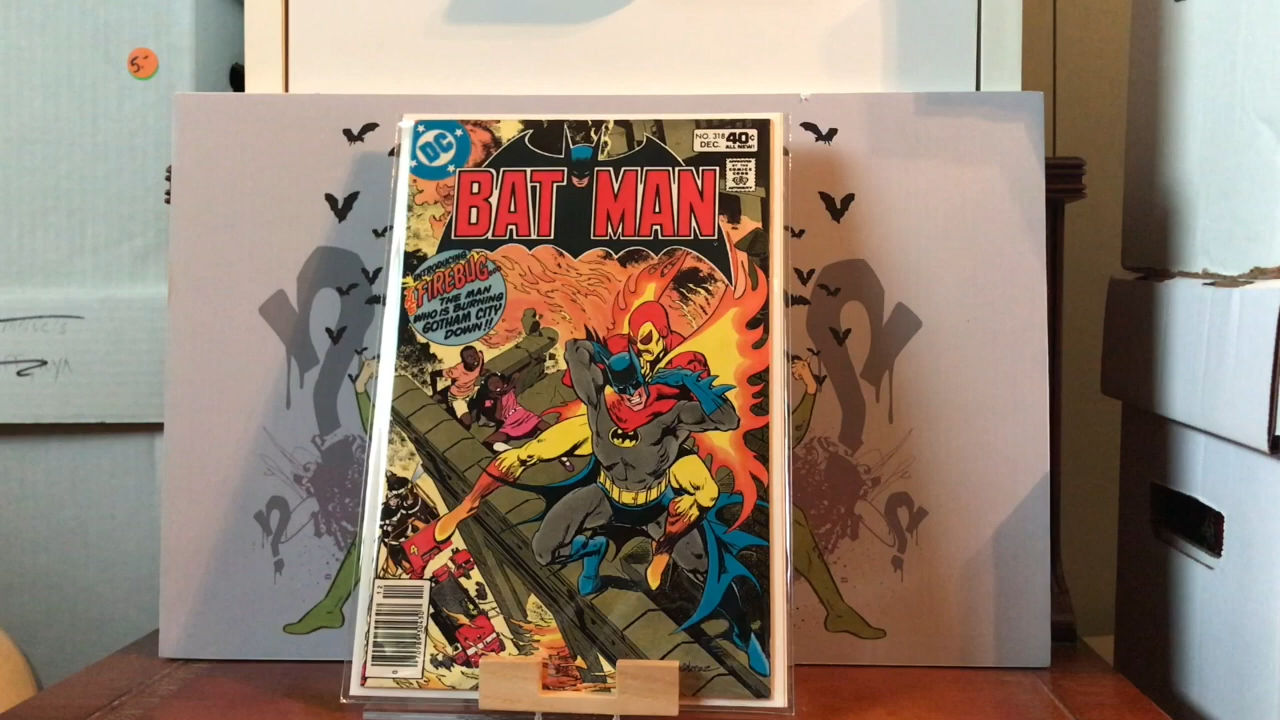 5.-
DC
NO. 318
DEC.
40¢
ALL NEW!
APPROVED
BY THE
COMICS
CODE
AUTHORITY
BATMAN
INTRODUCING
FIREBUG
THE MAN
WHO IS BURNING
GOTHAM CITY
DOWN!!
12
?
?
?
?